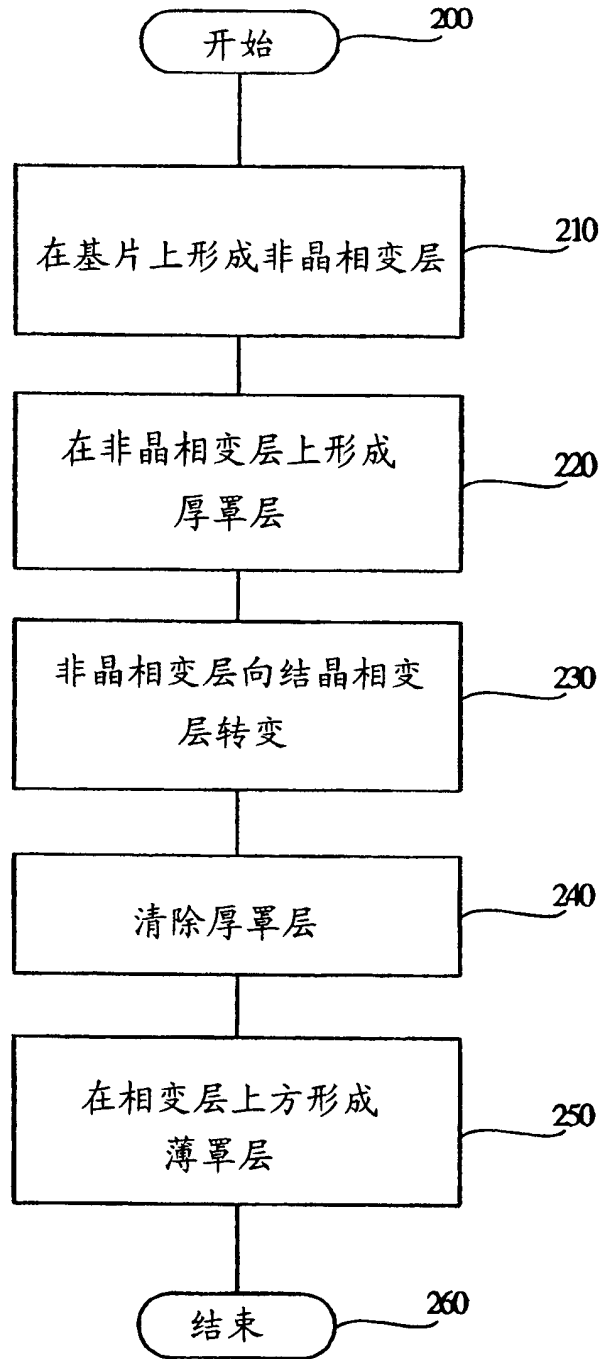 开始
200
在基片上形成非晶相变层
210
在非晶相变层上形成
厚罩层
220
非晶相变层向结晶相变
层转变
230
清除厚罩层
240
在相变层上方形成
薄罩层
250
结束
260